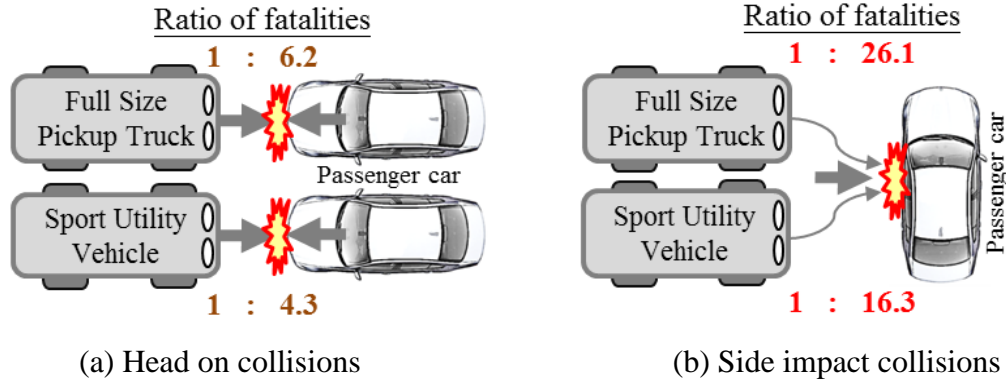 Ratio of fatalities
1 : 6.2
Full Size
Pickup Truck
Passenger car
Sport Utility
Vehicle
1 : 4.3
(a) Head on collisions
Ratio of fatalities
1 : 26.1
Full Size
Pickup Truck
Passenger car
Sport Utility
Vehicle
1 : 16.3
(b) Side impact collisions